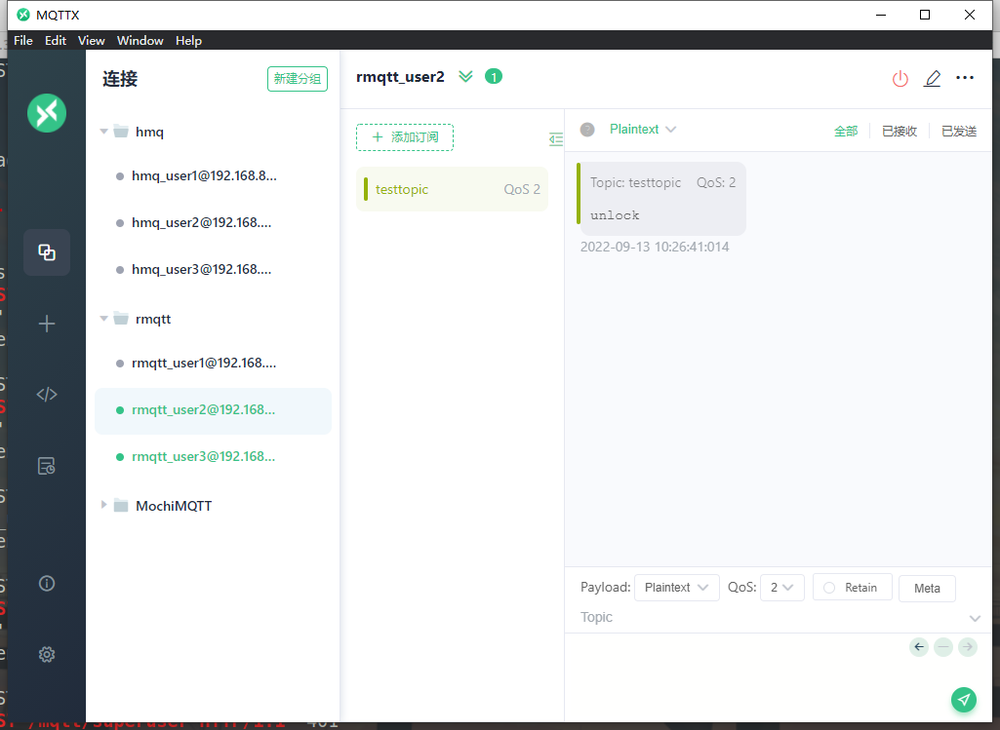 MQTTX
File Edit View Window Help
连接
新建分组
hmq
hmq_user1@192.168.8...
hmq_user2@192.168....
hmq_user3@192.168....
rmqtt
rmqtt_user1@192.168....
rmqtt_user2@192.168...
rmqtt_user3@192.168...
MochiMQTT
rmqtt_user2 1
+ 添加订阅
testtopic QoS 2
Plaintext
全部 已接收 已发送
Topic: testtopic QoS: 2
unlock
2022-09-13 10:26:41:014
Payload: Plaintext QoS: 2 Retain Meta
Topic